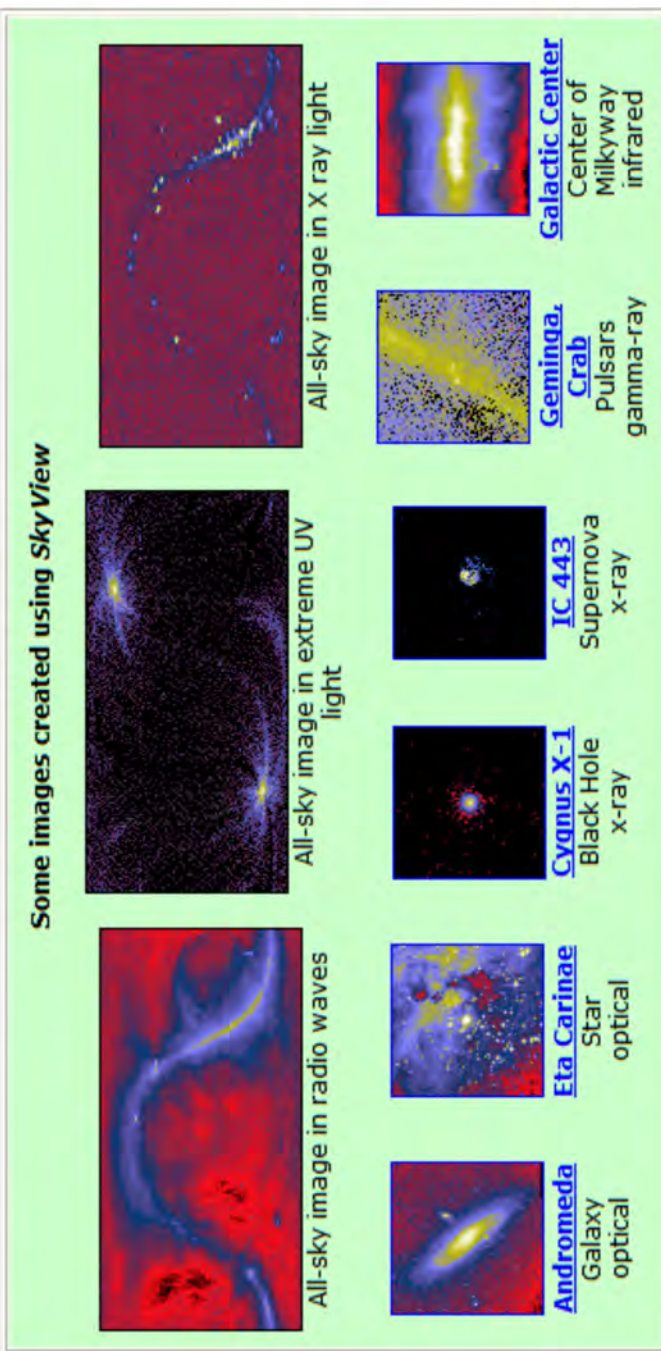 Some images created using SkyView
All-sky image in radio waves
All-sky image in extreme UV
light
All-sky image in X ray light
Andromeda
Galaxy
optical
Eta Carinae
Star
optical
Cygnus X-1
Black Hole
x-ray
IC 443
Supernova
x-ray
Geminga,
Crab
Pulsars
gamma-ray
Galactic Center
Center of
Milkyway
infrared